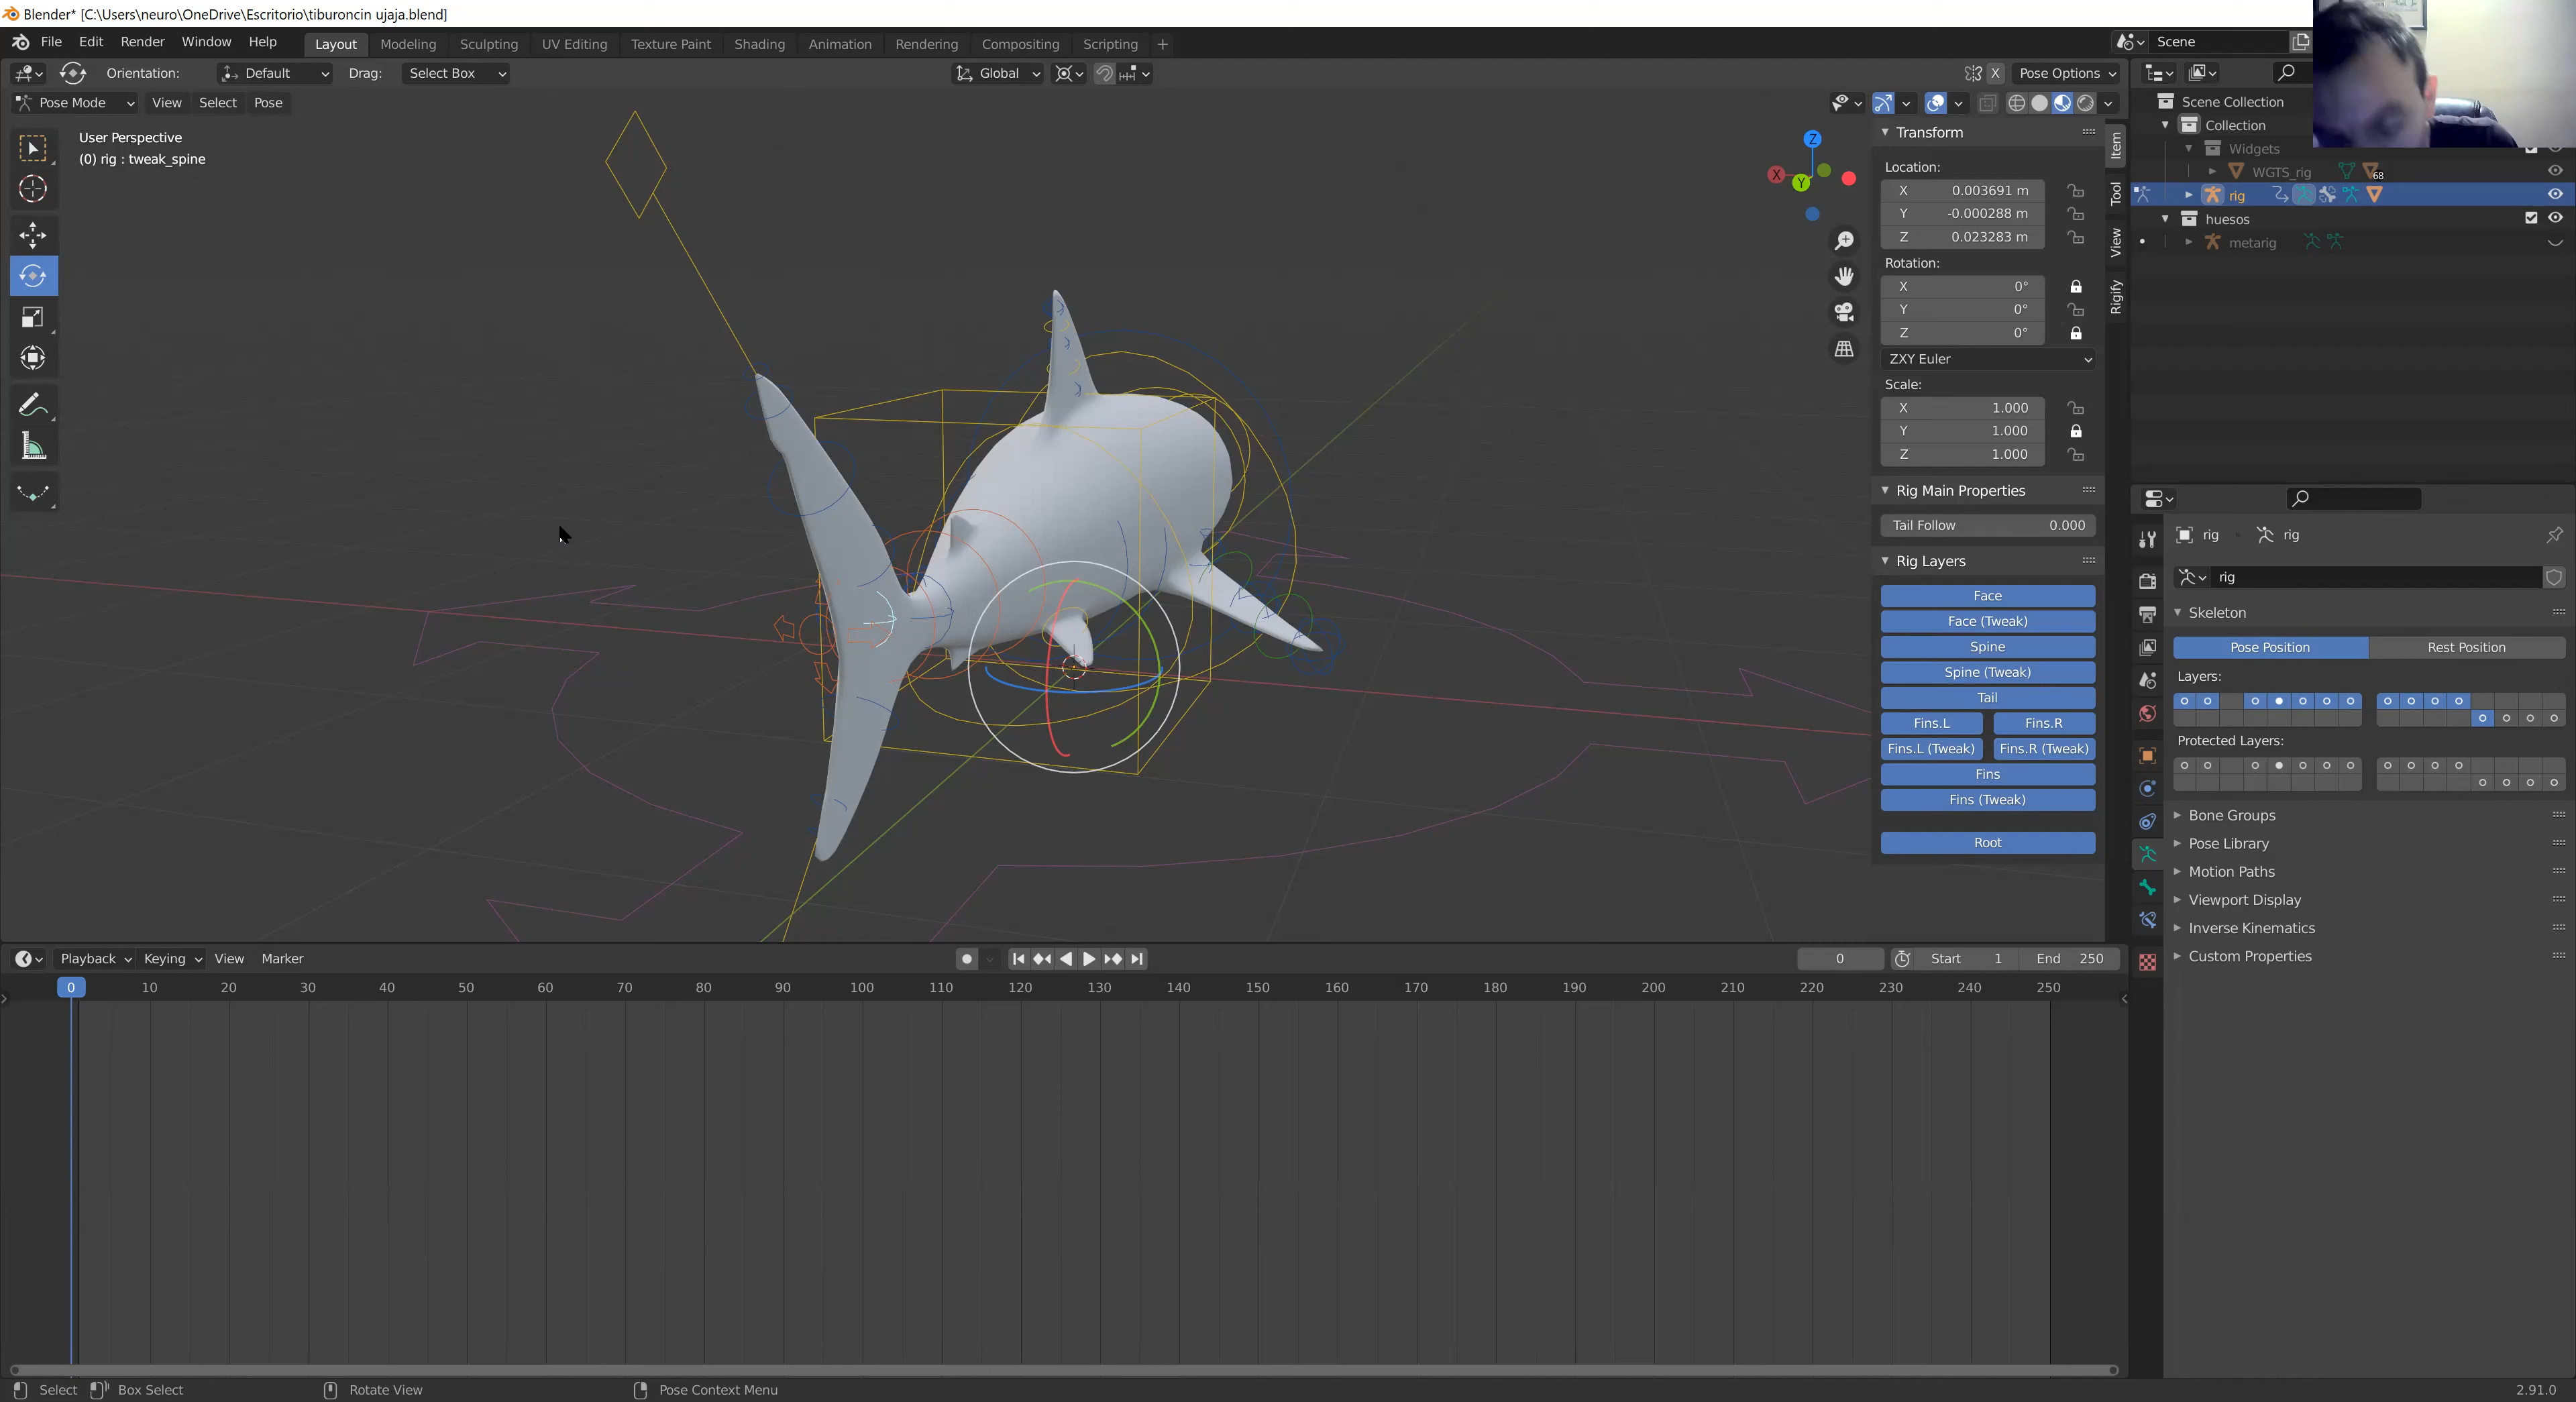 Blender* [C:\Users\neuro\OneDrive\Escritorio\tiburoncin ujaja.blend]
File Edit Render Window Help Layout Modeling Sculpting UV Editing Texture Paint Shading Animation Rendering Compositing Scripting + Scene
Orientation: Default Drag: Select Box Global X Pose Options
Pose Mode View Select Pose
User Perspective
(0) rig : tweak_spine
Z
X
Y
Transform
Location:
X 0.003691 m
Y -0.000288 m
Z 0.023283 m
Rotation:
X 0°
Y 0°
Z 0°
ZXY Euler
Scale:
X 1.000
Y 1.000
Z 1.000
Rig Main Properties
Tail Follow 0.000
Rig Layers
Face
Face (Tweak)
Spine
Spine (Tweak)
Tail
Fins.L Fins.R
Fins.L (Tweak) Fins.R (Tweak)
Fins
Fins (Tweak)
Root
Item
Tool
View
Rigify
Scene Collection
Collection
Widgets
WGTS_rig 68
rig
huesos
metarig
rig rig
rig
Skeleton
Pose Position Rest Position
Layers:
Protected Layers:
Bone Groups
Pose Library
Motion Paths
Viewport Display
Inverse Kinematics
Custom Properties
Playback Keying View Marker 0 Start 1 End 250
0 10 20 30 40 50 60 70 80 90 100 110 120 130 140 150 160 170 180 190 200 210 220 230 240 250
Select Box Select Rotate View Pose Context Menu 2.91.0